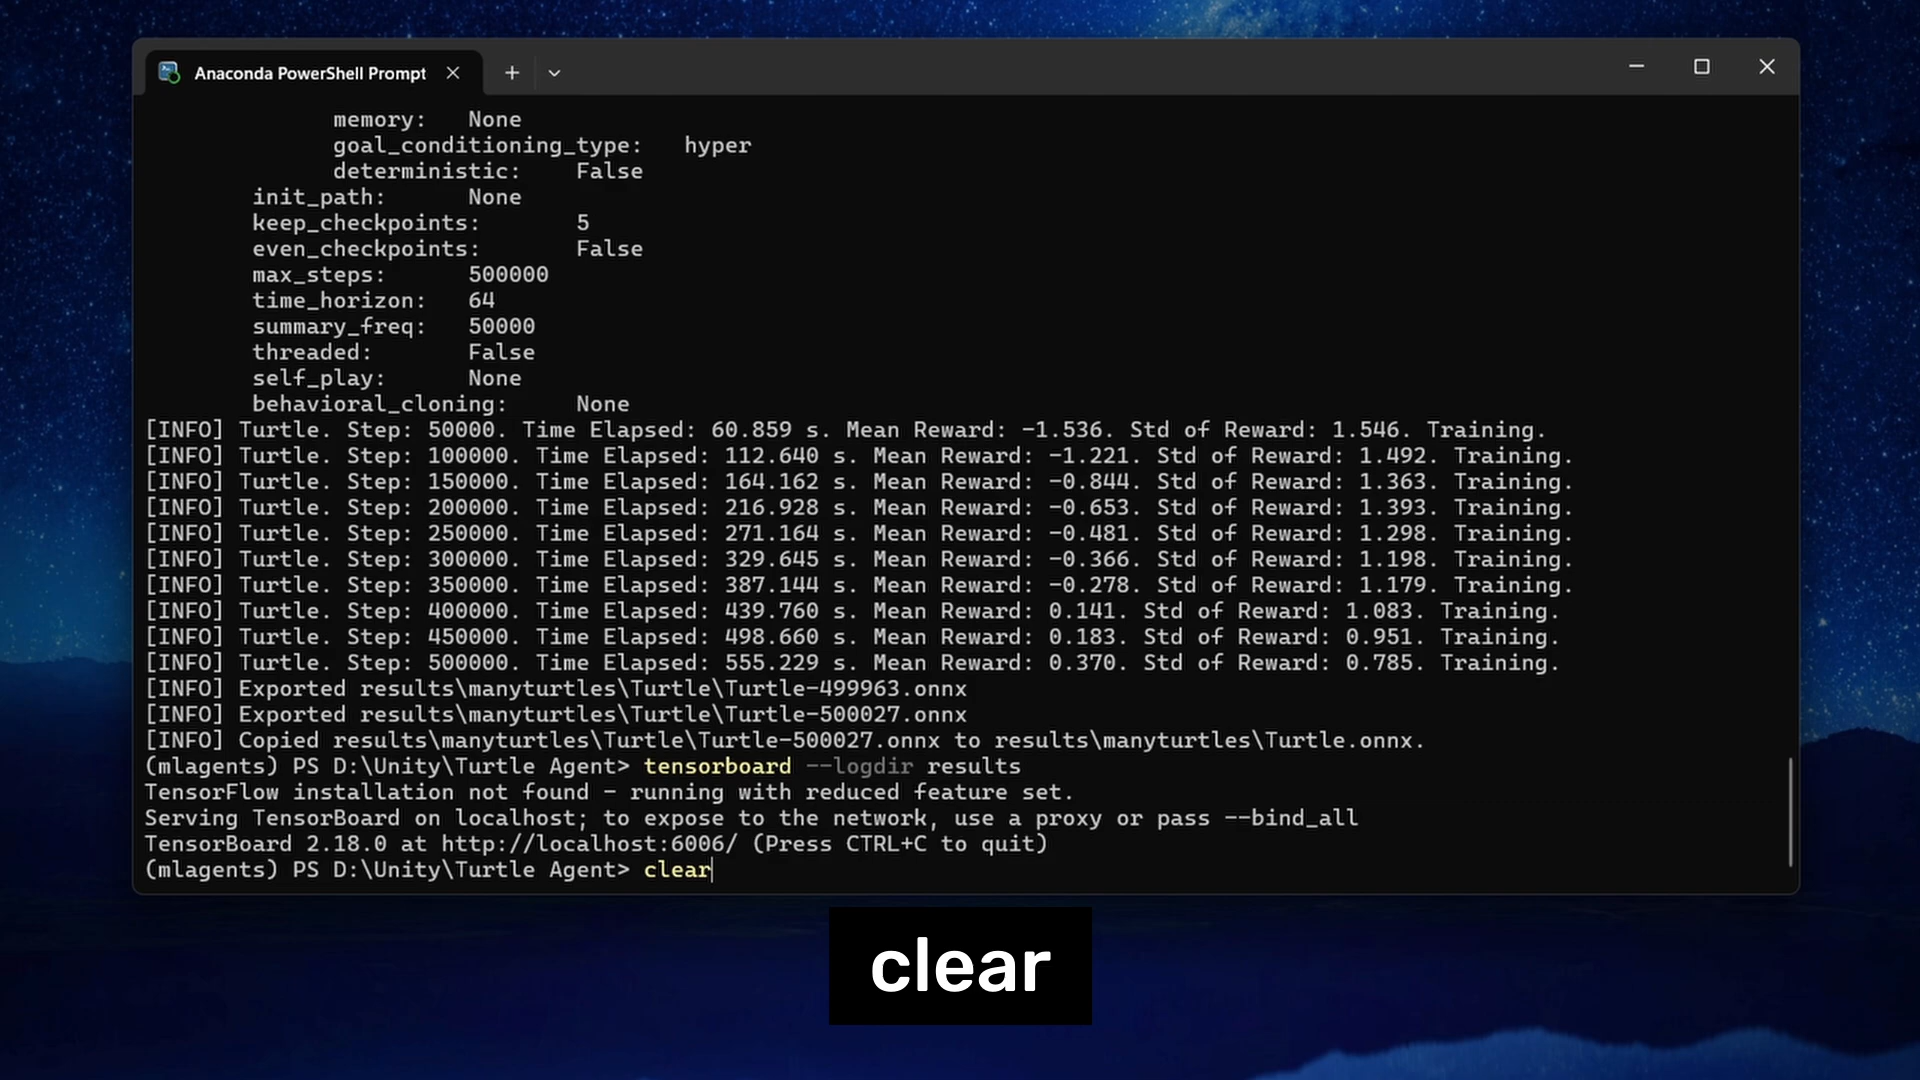 Anaconda PowerShell Prompt
memory: None
goal_conditioning_type: hyper
deterministic: False
init_path: None
keep_checkpoints: 5
even_checkpoints: False
max_steps: 500000
time_horizon: 64
summary_freq: 50000
threaded: False
self_play: None
behavioral_cloning: None
[INFO] Turtle. Step: 50000. Time Elapsed: 60.859 s. Mean Reward: -1.536. Std of Reward: 1.546. Training.
[INFO] Turtle. Step: 100000. Time Elapsed: 112.640 s. Mean Reward: -1.221. Std of Reward: 1.492. Training.
[INFO] Turtle. Step: 150000. Time Elapsed: 164.162 s. Mean Reward: -0.844. Std of Reward: 1.363. Training.
[INFO] Turtle. Step: 200000. Time Elapsed: 216.928 s. Mean Reward: -0.653. Std of Reward: 1.393. Training.
[INFO] Turtle. Step: 250000. Time Elapsed: 271.164 s. Mean Reward: -0.481. Std of Reward: 1.298. Training.
[INFO] Turtle. Step: 300000. Time Elapsed: 329.645 s. Mean Reward: -0.366. Std of Reward: 1.198. Training.
[INFO] Turtle. Step: 350000. Time Elapsed: 387.144 s. Mean Reward: -0.278. Std of Reward: 1.179. Training.
[INFO] Turtle. Step: 400000. Time Elapsed: 439.760 s. Mean Reward: 0.141. Std of Reward: 1.083. Training.
[INFO] Turtle. Step: 450000. Time Elapsed: 498.660 s. Mean Reward: 0.183. Std of Reward: 0.951. Training.
[INFO] Turtle. Step: 500000. Time Elapsed: 555.229 s. Mean Reward: 0.370. Std of Reward: 0.785. Training.
[INFO] Exported results\manyturtles\Turtle\Turtle-499963.onnx
[INFO] Exported results\manyturtles\Turtle\Turtle-500027.onnx
[INFO] Copied results\manyturtles\Turtle\Turtle-500027.onnx to results\manyturtles\Turtle.onnx.
(mlagents) PS D:\Unity\Turtle Agent> tensorboard --logdir results
TensorFlow installation not found - running with reduced feature set.
Serving TensorBoard on localhost; to expose to the network, use a proxy or pass --bind_all
TensorBoard 2.18.0 at http://localhost:6006/ (Press CTRL+C to quit)
(mlagents) PS D:\Unity\Turtle Agent> clear
clear